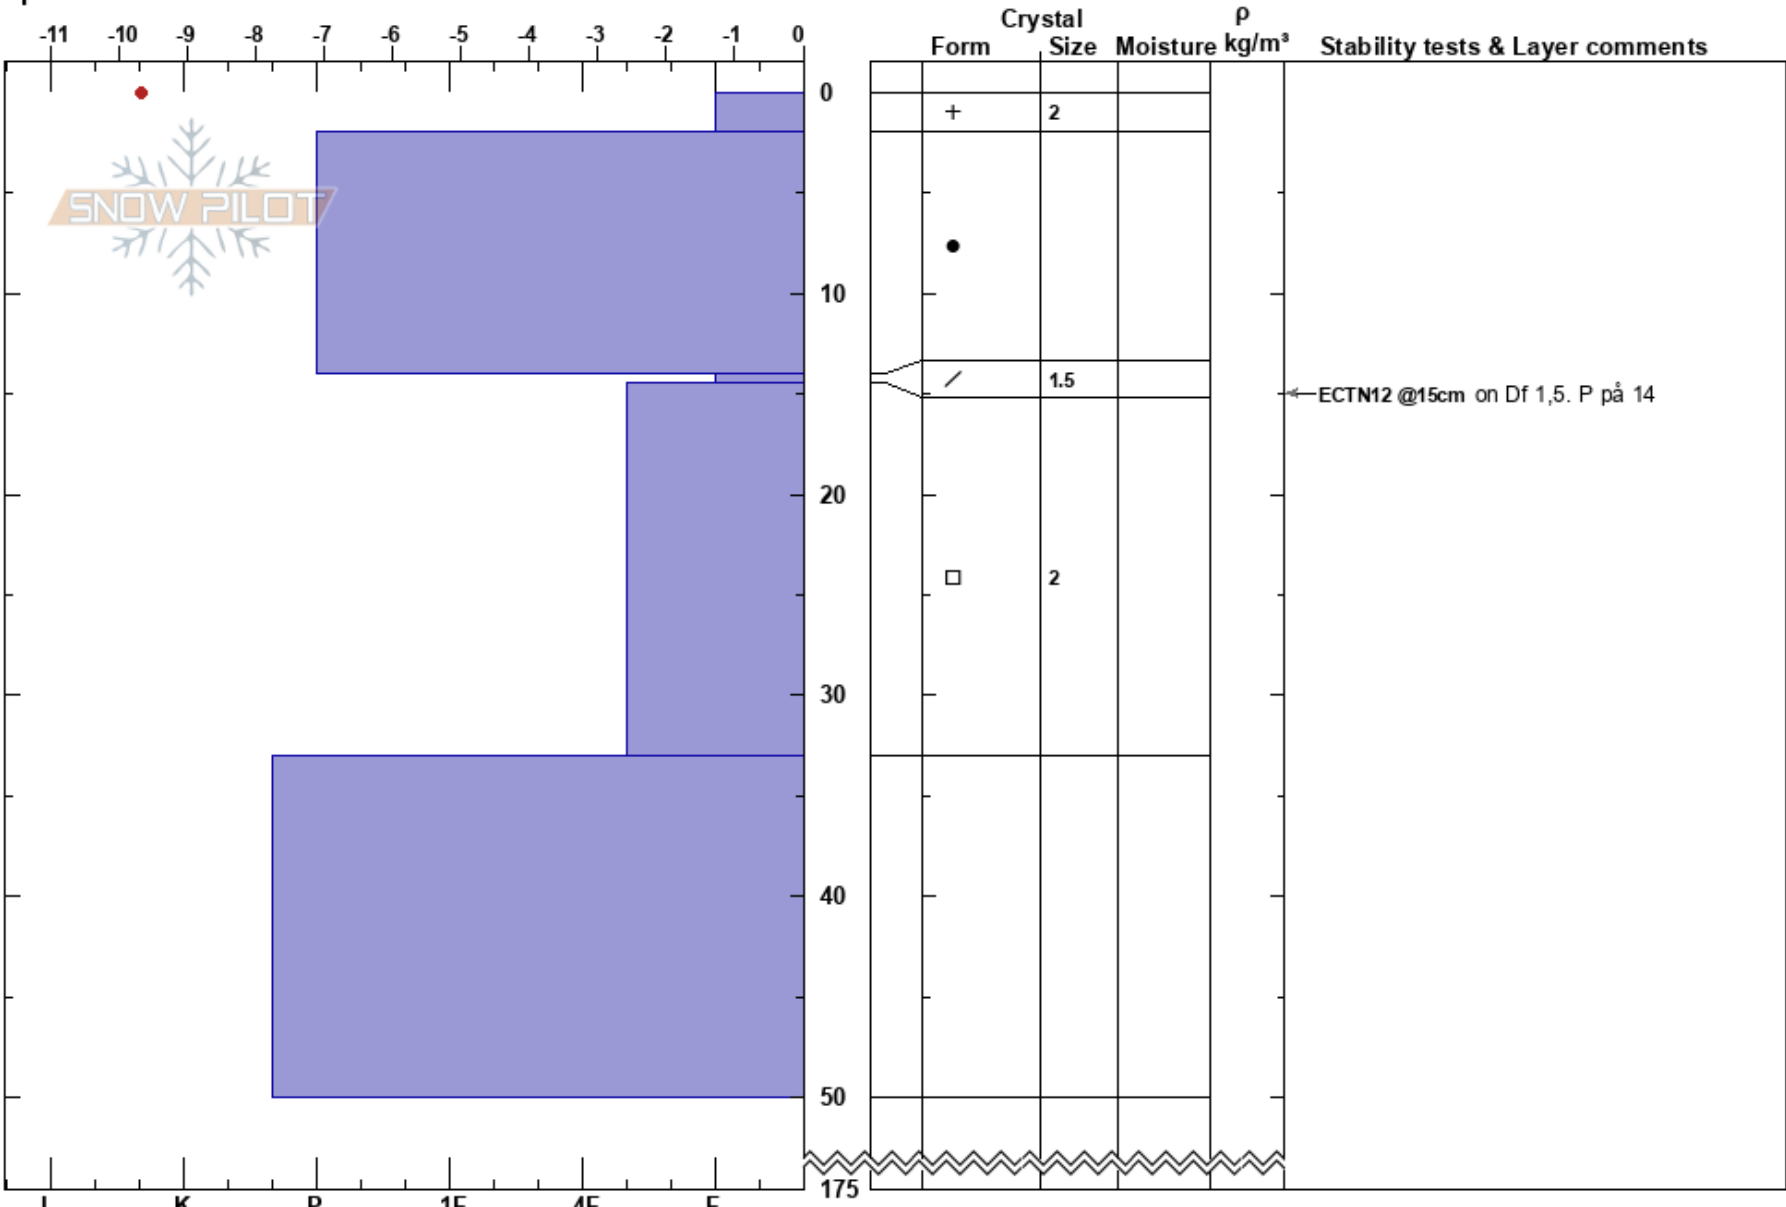 Crystal ρ
-11 -10 -9 -8 -7 -6 -5 -4 -3 -2 -1 0
Form Size Moisture kg/m³ Stability tests & Layer comments
0
+ 2
SNOW PILOT
10
1.5
ECTN12 @15cm on Df 1,5. P på 14
20
2
30
40
50
175
I K P 1F 4F F